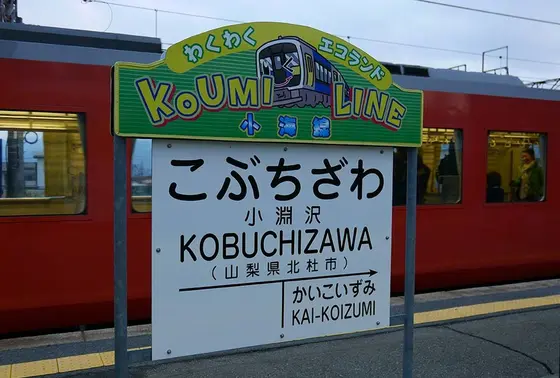 わくわく エコランド
KOUMI LINE
小海線
こぶちざわ
小淵沢
KOBUCHIZAWA
(山梨県北杜市)
かいこいずみ
KAI-KOIZUMI